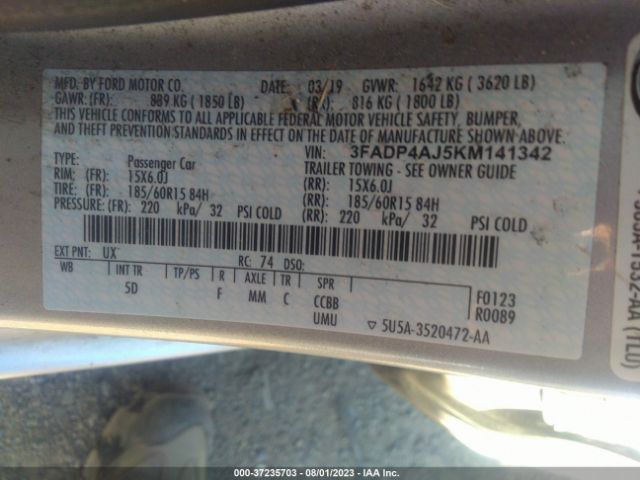 MFD. BY FORD MOTOR CO. DATE: 03/19 GVWR: 1642 KG ( 3620 LB)
GAWR: (FR): 839 KG ( 1850 LB) (RR): 816 KG ( 1800 LB)
THIS VEHICLE CONFORMS TO ALL APPLICABLE FEDERAL MOTOR VEHICLE SAFETY, BUMPER,
AND THEFT PREVENTION STANDARDS IN EFFECT ON THE DATE OF MANUFACTURE SHOWN ABOVE.
VIN: 3FADP4AJ5KM141342
TYPE: Passenger Car TRAILER TOWING - SEE OWNER GUIDE
RIM; (FR): 15X6.0J (RR): 15X6.0J
TIRE: (FR): 185/60R15 84H (RR): 185/60R15 84H
PRESSURE: (FR): 220 kPa/ 32 PSI COLD (RR): 220 kPa/ 32 PSI COLD
EXT PNT: UX RC: 74 DSO:
WB INT TR TP/PS R AXLE TR SPR
5D F MM C CCBB
UMU
F0123
R0089
▽ 5U5A-3520472-AA
(TLU)
000-37235703 - 08/01/2023 - IAA Inc.